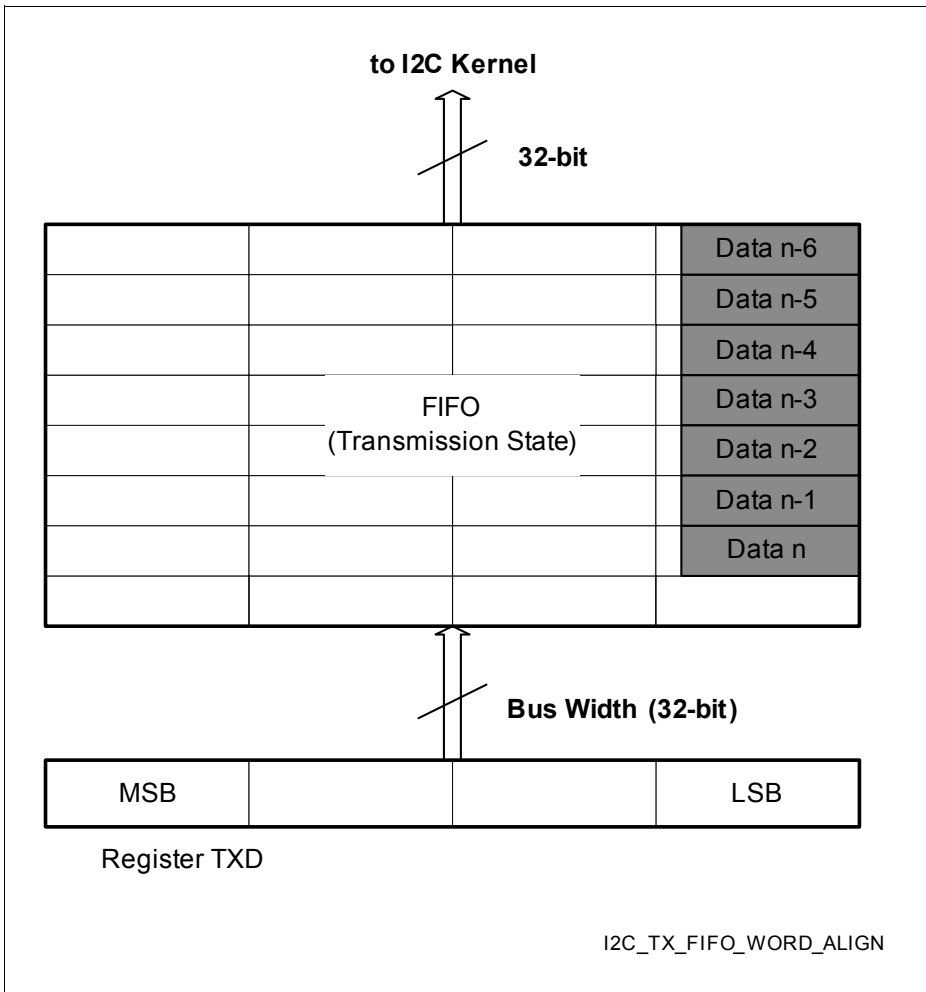 to I2C Kernel
32-bit
Data n-6
Data n-5
Data n-4
Data n-3
FIFO
(Transmission State)
Data n-2
Data n-1
Data n
Bus Width (32-bit)
MSB
LSB
Register TXD
I2C_TX_FIFO_WORD_ALIGN